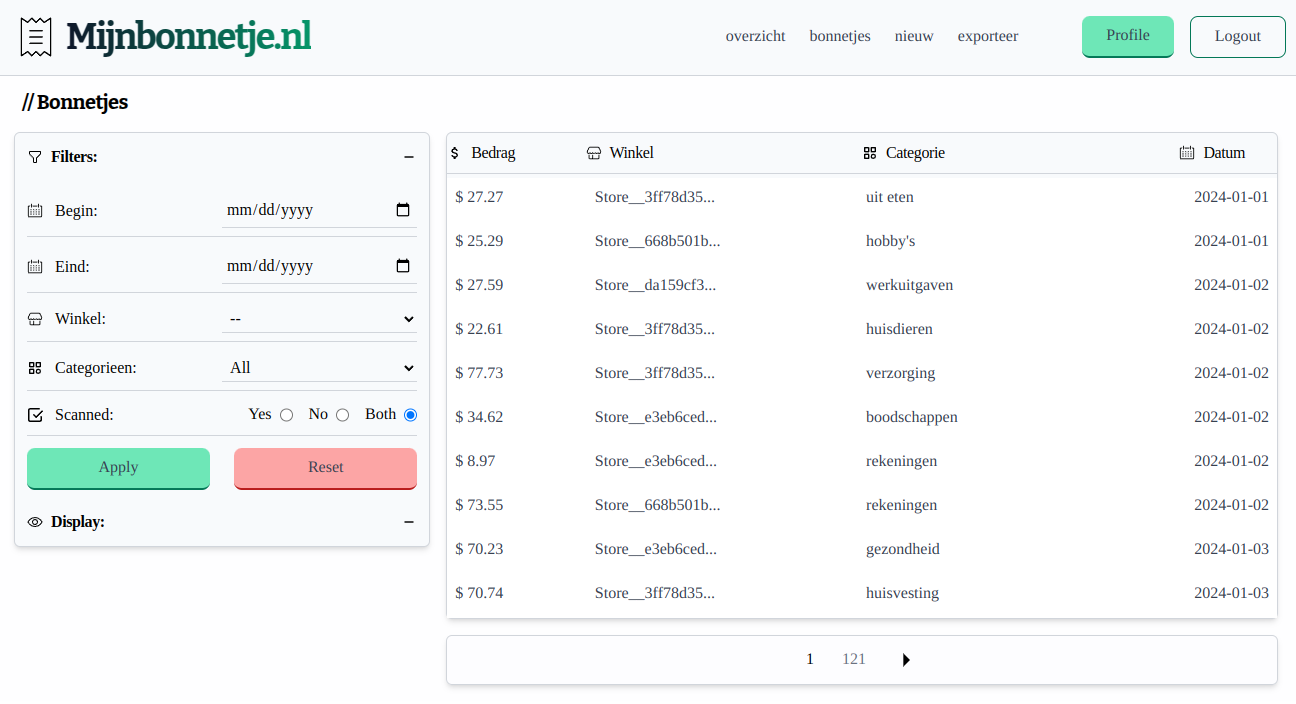 Mijnbonnetje.nl overzicht bonnetjes nieuw exporteer Profile Logout
// Bonnetjes
Filters:
Begin: mm/dd/yyyy
Eind: mm/dd/yyyy
Winkel: --
Categorieen: All
Scanned: Yes No Both
Apply Reset
Display:
Bedrag Winkel Categorie Datum
$ 27.27 Store__3ff78d35... uit eten 2024-01-01
$ 25.29 Store__668b501b... hobby's 2024-01-01
$ 27.59 Store__da159cf3... werkuitgaven 2024-01-02
$ 22.61 Store__3ff78d35... huisdieren 2024-01-02
$ 77.73 Store__3ff78d35... verzorging 2024-01-02
$ 34.62 Store__e3eb6ced... boodschappen 2024-01-02
$ 8.97 Store__e3eb6ced... rekeningen 2024-01-02
$ 73.55 Store__668b501b... rekeningen 2024-01-02
$ 70.23 Store__e3eb6ced... gezondheid 2024-01-03
$ 70.74 Store__3ff78d35... huisvesting 2024-01-03
1 121